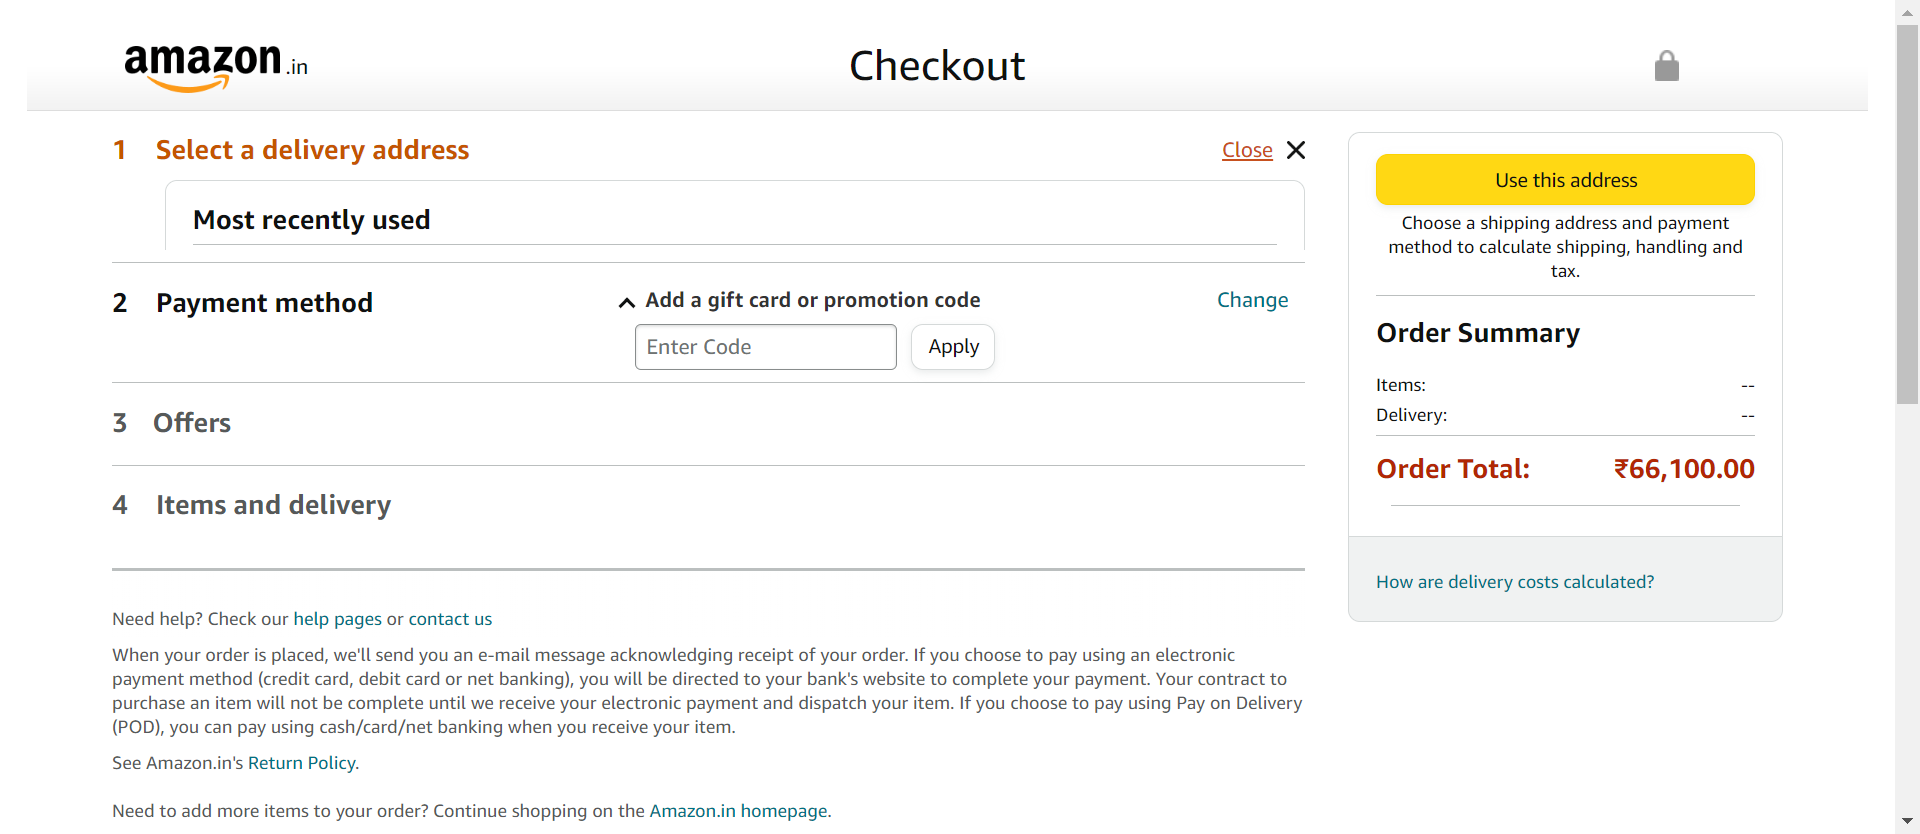 amazon.in
Checkout
1 Select a delivery address
Close
Most recently used
2 Payment method
Add a gift card or promotion code
Change
Enter Code
Apply
3 Offers
4 Items and delivery
Need help? Check our help pages or contact us
When your order is placed, we'll send you an e-mail message acknowledging receipt of your order. If you choose to pay using an electronic
payment method (credit card, debit card or net banking), you will be directed to your bank's website to complete your payment. Your contract to
purchase an item will not be complete until we receive your electronic payment and dispatch your item. If you choose to pay using Pay on Delivery
(POD), you can pay using cash/card/net banking when you receive your item.
See Amazon.in's Return Policy.
Need to add more items to your order? Continue shopping on the Amazon.in homepage.
Use this address
Choose a shipping address and payment
method to calculate shipping, handling and
tax.
Order Summary
Items: --
Delivery: --
Order Total: ₹66,100.00
How are delivery costs calculated?